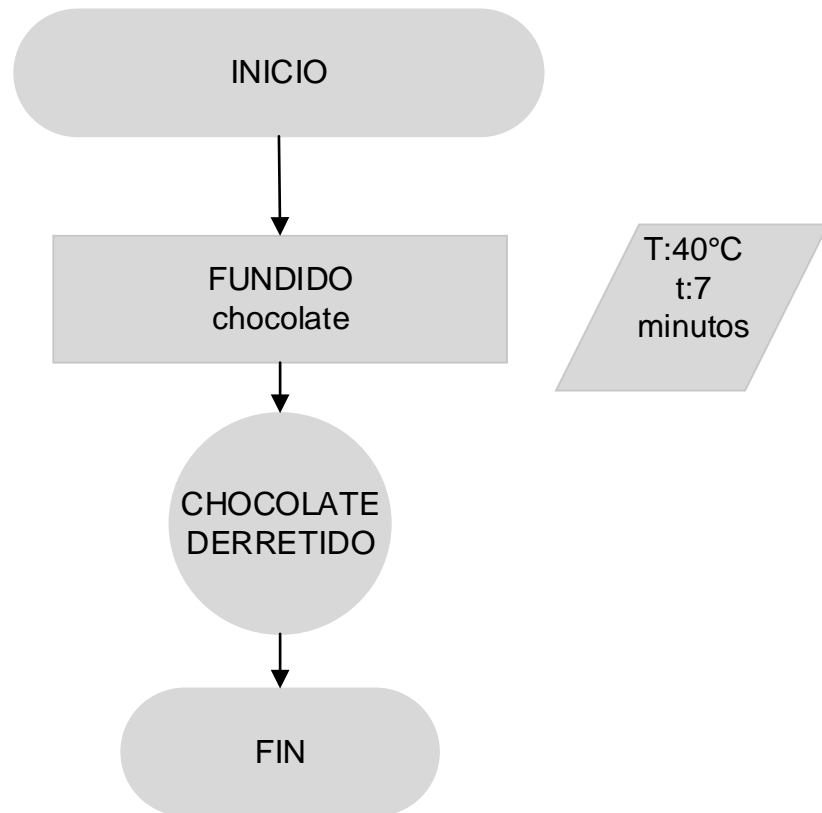 INICIO
FUNDIDO
chocolate
T:40°C
t:7
minutos
CHOCOLATE
DERRETIDO
FIN